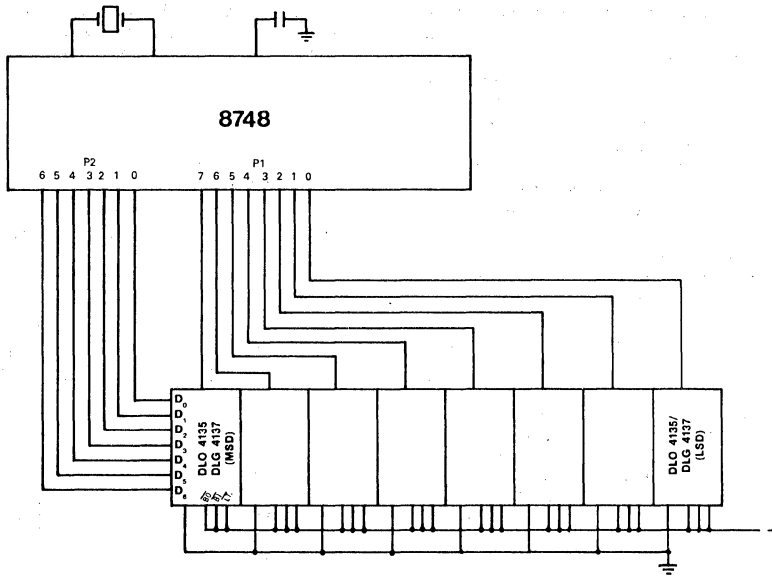 8748
P2 P1
6 5 4 3 2 1 0 7 6 5 4 3 2 1 0
D0
D1
D2
D3
D4
D5
D6
DLO 4135
DLG 4137
(MSD)
DLO 4135/
DLG 4137
(LSD)